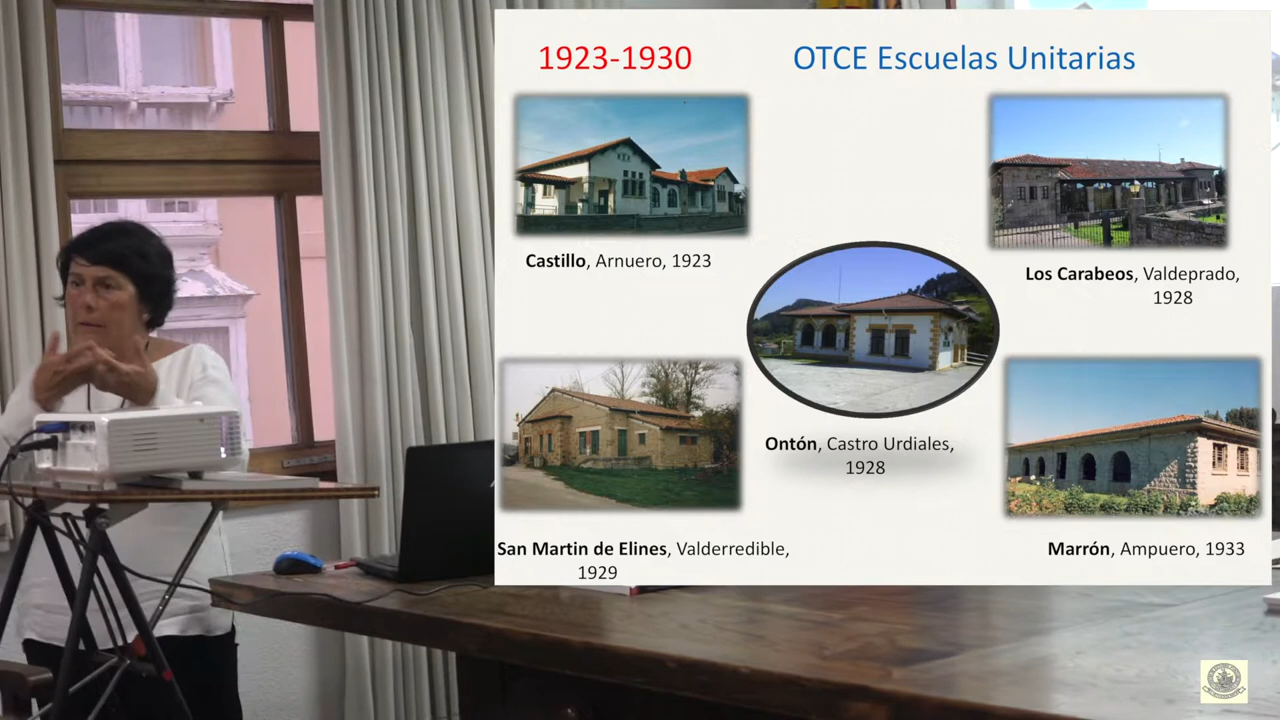 1923-1930
OTCE Escuelas Unitarias
Castillo, Arnuero, 1923
Los Carabeos, Valdeprado,
1928
Ontón, Castro Urdiales,
1928
San Martin de Elines, Valderredible,
1929
Marrón, Ampuero, 1933